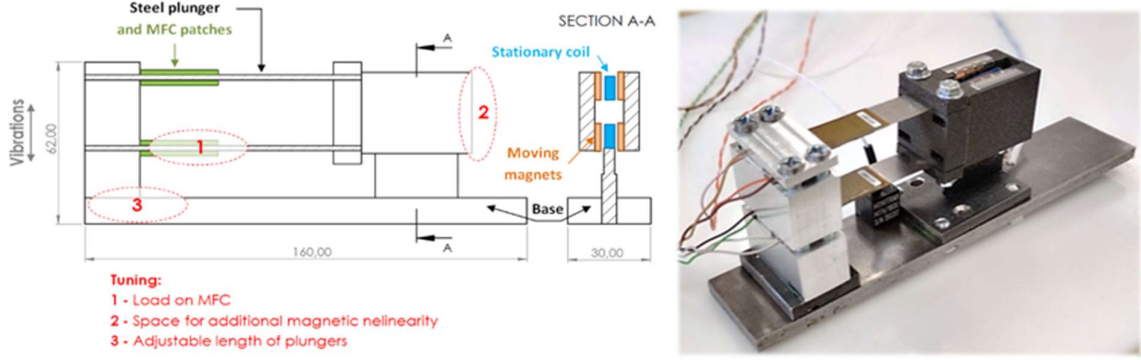 Steel plunger
and MFC patches
A
SECTION A-A
Stationary coil
Vibrations
62,00
1
2
Moving
magnets
3
Base
A
160,00
30,00
Tuning:
1 - Load on MFC
2 - Space for additional magnetic nelinearity
3 - Adjustable length of plungers